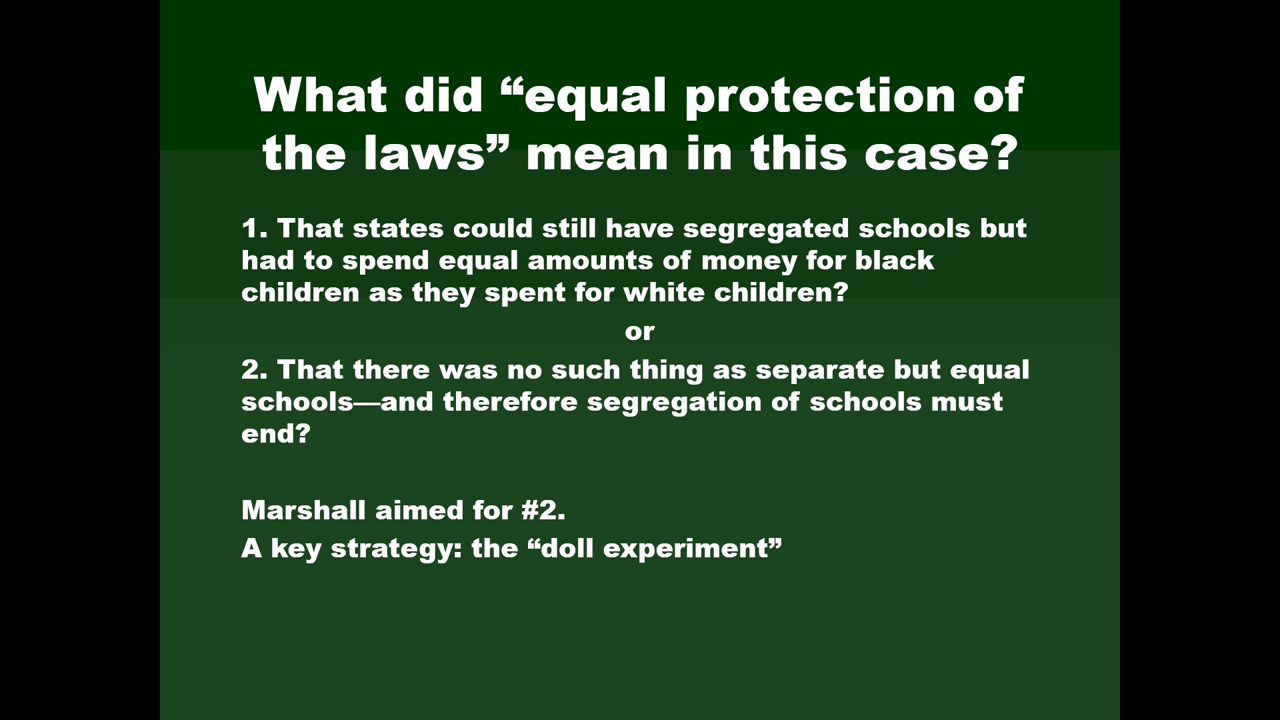 What did “equal protection of
the laws” mean in this case?
1. That states could still have segregated schools but
had to spend equal amounts of money for black
children as they spent for white children?
or
2. That there was no such thing as separate but equal
schools—and therefore segregation of schools must
end?
Marshall aimed for #2.
A key strategy: the “doll experiment”